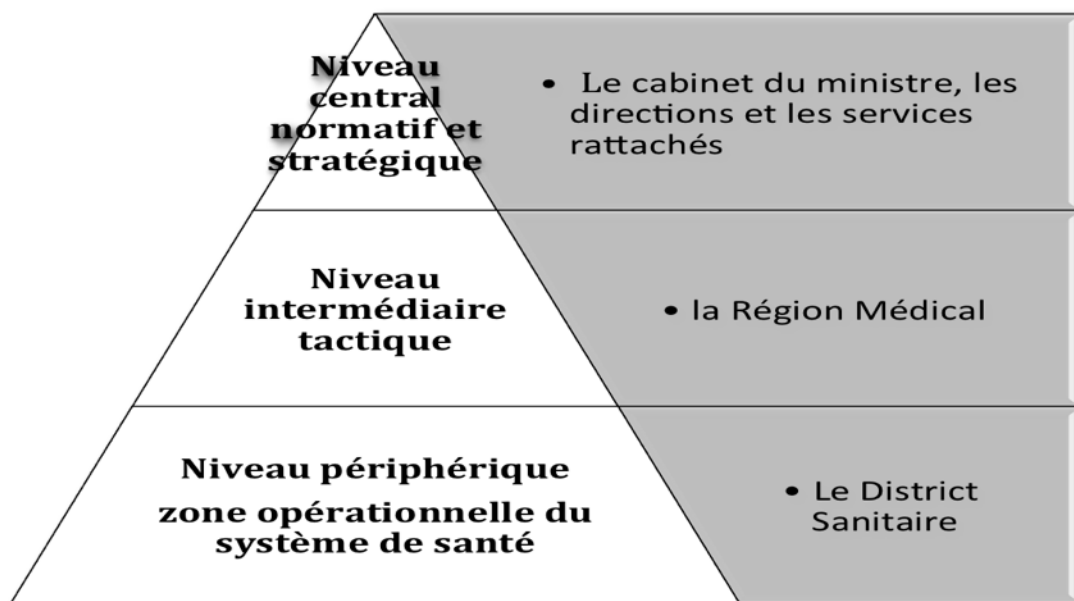 Niveau
central
normatif et
stratégique
• Le cabinet du ministre, les
directions et les services
rattachés
Niveau
intermédiaire
tactique
• la Région Médical
Niveau périphérique
zone opérationnelle du
système de santé
• Le District
Sanitaire